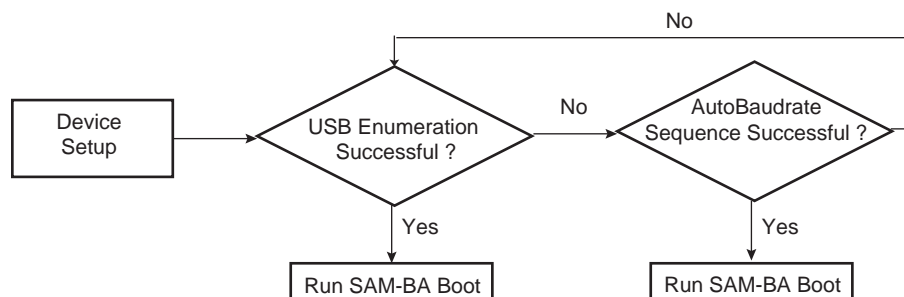 No
Device
Setup
USB Enumeration
Successful ?
No
AutoBaudrate
Sequence Successful ?
Yes
Yes
Run SAM-BA Boot
Run SAM-BA Boot